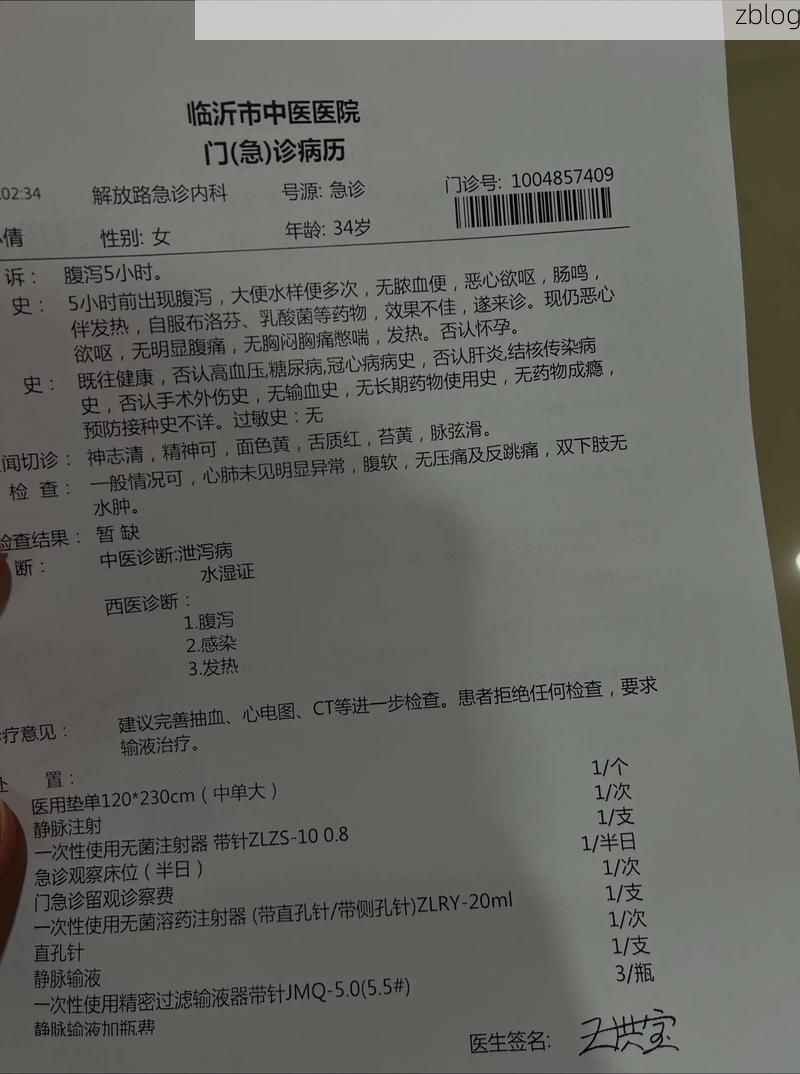 zblog
临沂市中医医院
门(急)诊病历
02:34 解放路急诊内科 号源: 急诊 门诊号: 1004857409
倩 性别: 女 年龄: 34岁
诉： 腹泻5小时。
史： 5小时前出现腹泻，大便水样便多次，无脓血便，恶心欲呕，肠鸣，
伴发热，自服布洛芬、乳酸菌等药物，效果不佳，遂来诊。现仍恶心
欲呕，无明显腹痛，无胸闷胸痛憋喘，发热。否认怀孕。
史： 既往健康，否认高血压,糖尿病,冠心病病史，否认肝炎,结核传染病
史，否认手术外伤史，无输血史，无长期药物使用史，无药物成瘾，
预防接种史不详。过敏史：无
闻切诊： 神志清，精神可，面色黄，舌质红，苔黄，脉弦滑。
检 查： 一般情况可，心肺未见明显异常，腹软，无压痛及反跳痛，双下肢无
水肿。
检查结果： 暂 缺
断： 中医诊断:泄泻病
水湿证
西医诊断：
1.腹泻
2.感染
3.发热
疗意见： 建议完善抽血、心电图、CT等进一步检查。患者拒绝任何检查，要求
输液治疗。
置：
医用垫单120*230cm（中单大） 1/个
静脉注射 1/次
一次性使用无菌注射器 带针ZLZS-10 0.8 1/支
急诊观察床位（半日） 1/半日
门急诊留观诊察费 1/次
一次性使用无菌溶药注射器 (带直孔针/带侧孔针)ZLRY-20ml 1/支
直孔针
静脉输液 1/次
一次性使用精密过滤输液器带针JMQ-5.0(5.5#) 1/支
静脉输液加瓶费 3/瓶
医生签名: 王洪宝